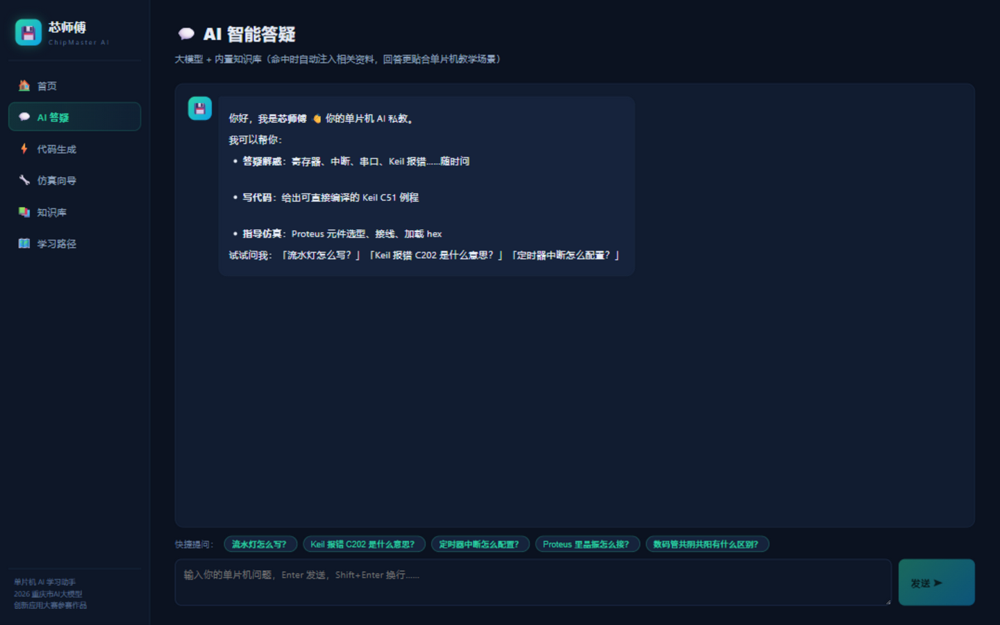 芯师傅
ChipMaster AI
首页
AI 答疑
代码生成
仿真向导
知识库
学习路径
单片机 AI 学习助手
2026 重庆市AI大模型
创新应用大赛参赛作品
AI 智能答疑
大模型 + 内置知识库（命中时自动注入相关资料，回答更贴合单片机教学场景）
你好，我是芯师傅 👋 你的单片机 AI 私教。
我可以帮你：
• 答疑解惑：寄存器、中断、串口、Keil 报错……随时问
• 写代码：给出可直接编译的 Keil C51 例程
• 指导仿真：Proteus 元件选型、接线、加载 hex
试试问我：「流水灯怎么写？」「Keil 报错 C202 是什么意思？」「定时器中断怎么配置？」
快捷提问：
流水灯怎么写？
Keil 报错 C202 是什么意思？
定时器中断怎么配置？
Proteus 里晶振怎么接？
数码管共阴共阳有什么区别？
输入你的单片机问题，Enter 发送，Shift+Enter 换行……
发送 ➤